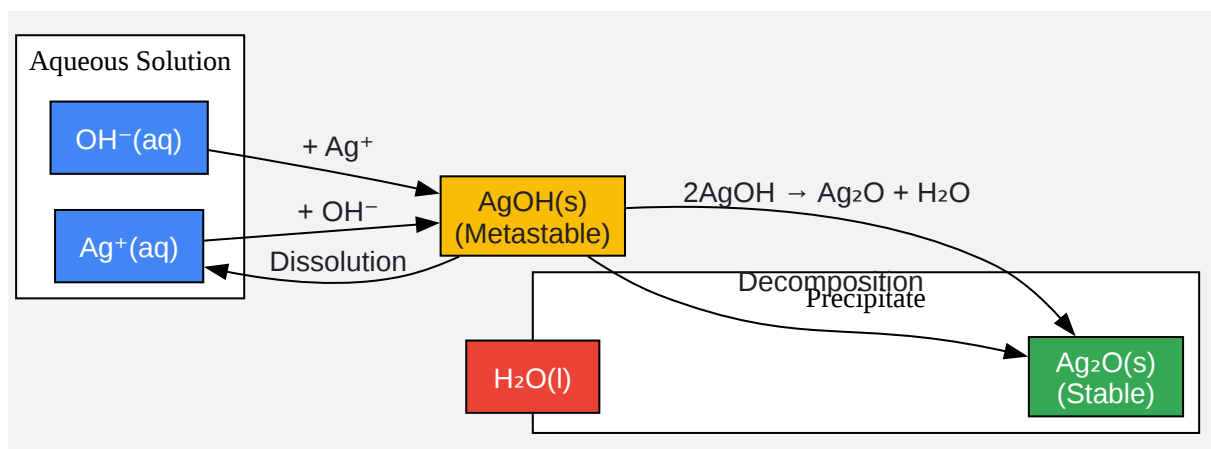 Aqueous Solution
OH⁻(aq)
+ Ag⁺
Ag⁺(aq)
+ OH⁻
Dissolution
AgOH(s)
(Metastable)
2AgOH → Ag₂O + H₂O
Decomposition
Precipitate
H₂O(l)
Ag₂O(s)
(Stable)